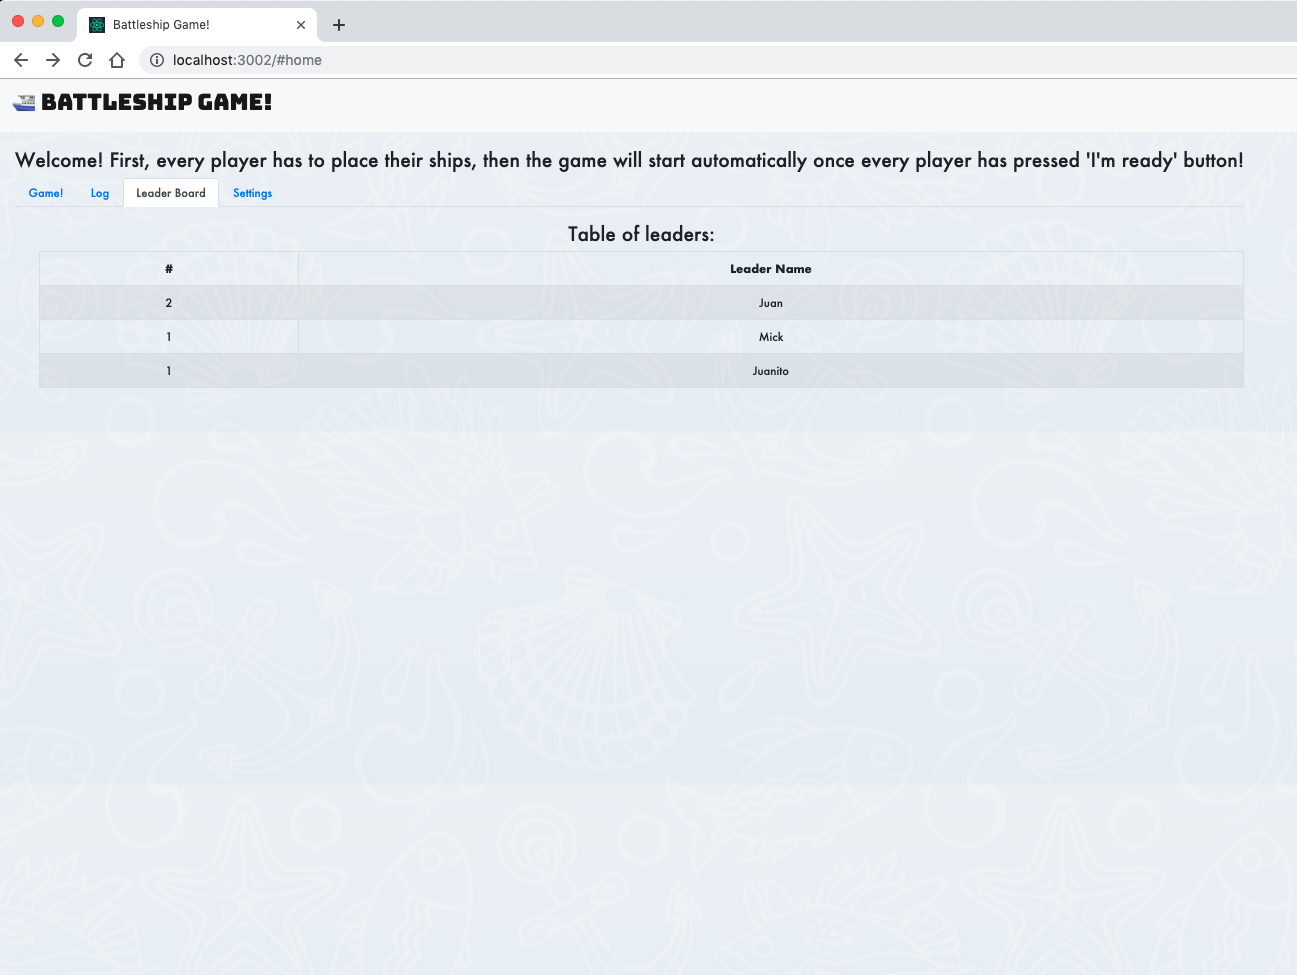 Battleship Game!
localhost:3002/#home
BATTLESHIP GAME!
Welcome! First, every player has to place their ships, then the game will start automatically once every player has pressed 'I'm ready' button!
Game! Log Leader Board Settings
Table of leaders:
# Leader Name
2 Juan
1 Mick
1 Juanito